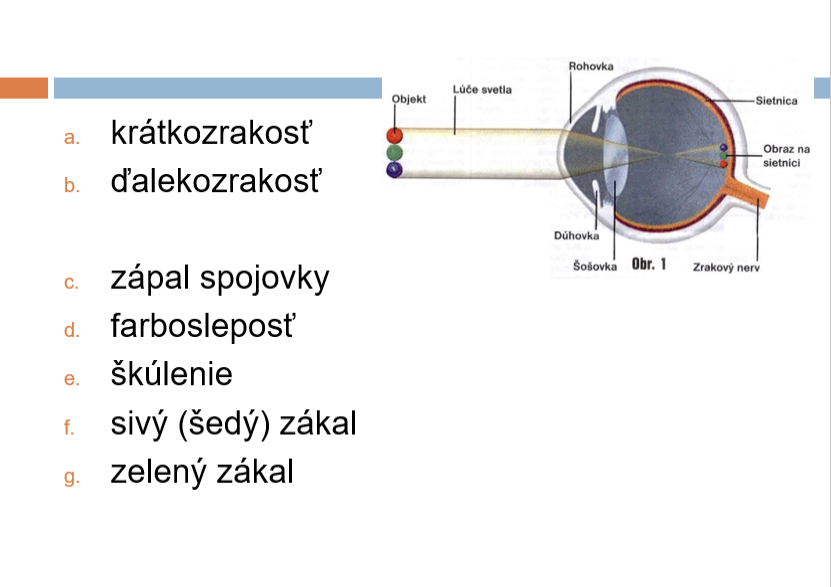 a. krátkozrakosť
b. ďalekozrakosť
c. zápal spojovky
d. farbosleposť
e. škúlenie
f. sivý (šedý) zákal
g. zelený zákal
Rohovka
Lúče svetla
Objekt
Sietnica
Obraz na
sietnici
Dúhovka
Šošovka
Obr. 1
Zrakový nerv